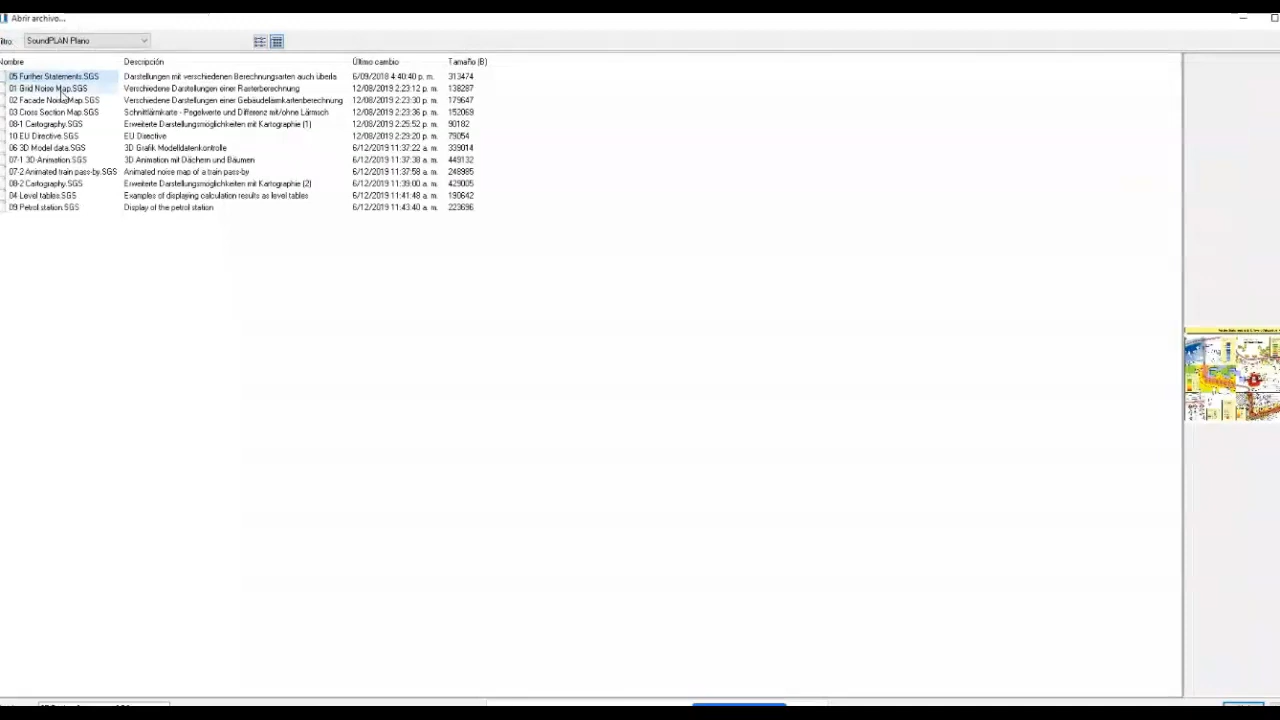 Abrir archivo...
SoundPLAN Plano
Nombre Descripción Último cambio Tamaño (B)
05 Further Statements.SGS Darstellungen mit verschiedenen Berechnungsarten auch überla 6/09/2018 4:40:40 p. m. 313474
01 Grid Noise Map.SGS Verschiedene Darstellungen einer Rasterberechnung 12/08/2019 2:23:12 p. m. 138287
02 Facade Noise Map.SGS Verschiedene Darstellungen einer Gebäudelärmkartenberechnung 12/08/2019 2:23:30 p. m. 179647
03 Cross Section Map.SGS Schnittlärmkarte - Pegelwerte und Differenz mit/ohne Lärmsch 12/08/2019 2:23:36 p. m. 152069
08-1 Cartography.SGS Erweiterte Darstellungsmöglichkeiten mit Kartographie (1) 12/08/2019 2:25:52 p. m. 90182
10 EU Directive.SGS EU Directive 12/08/2019 2:29:20 p. m. 79054
06 3D Model data.SGS 3D Grafik Modelldatenkontrolle 6/12/2019 11:37:22 a. m. 339014
07-1 3D-Animation.SGS 3D Animation mit Dächern und Bäumen 6/12/2019 11:37:38 a. m. 449132
07-2 Animated train pass-by.SGS Animated noise map of a train pass-by 6/12/2019 11:37:58 a. m. 248985
08-2 Cartography.SGS Erweiterte Darstellungsmöglichkeiten mit Kartographie (2) 6/12/2019 11:39:00 a. m. 429005
04 Level tables.SGS Examples of displaying calculation results as level tables 6/12/2019 11:41:48 a. m. 190642
09 Petrol station.SGS Display of the petrol station 6/12/2019 11:43:40 a. m. 223696